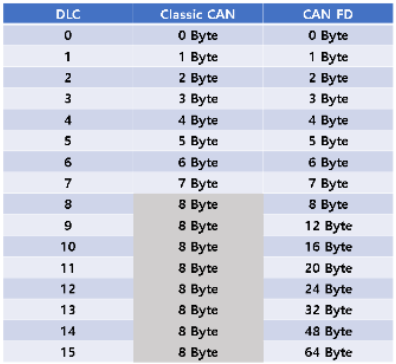 DLC Classic CAN CAN FD
0 0 Byte 0 Byte
1 1 Byte 1 Byte
2 2 Byte 2 Byte
3 3 Byte 3 Byte
4 4 Byte 4 Byte
5 5 Byte 5 Byte
6 6 Byte 6 Byte
7 7 Byte 7 Byte
8 8 Byte 8 Byte
9 8 Byte 12 Byte
10 8 Byte 16 Byte
11 8 Byte 20 Byte
12 8 Byte 24 Byte
13 8 Byte 32 Byte
14 8 Byte 48 Byte
15 8 Byte 64 Byte